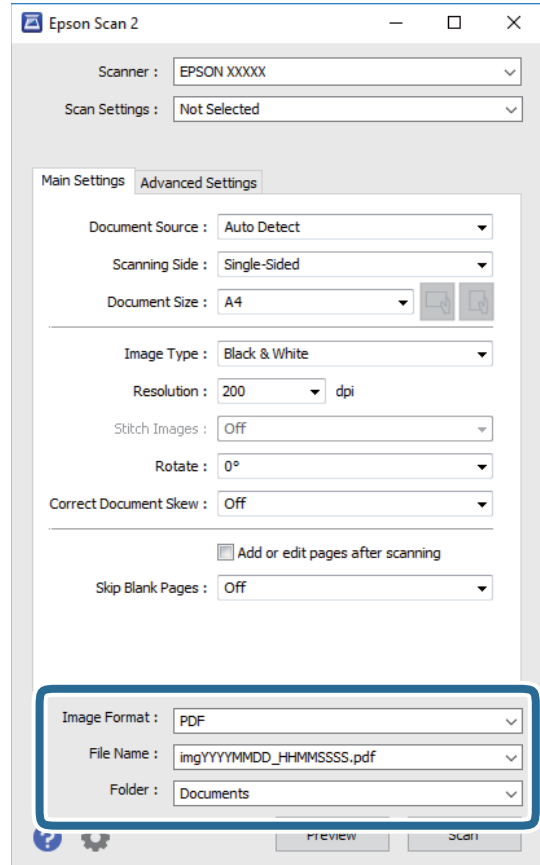 Epson Scan 2
Scanner : EPSON XXXXX
Scan Settings : Not Selected
Main Settings Advanced Settings
Document Source : Auto Detect
Scanning Side : Single-Sided
Document Size : A4
Image Type : Black & White
Resolution : 200 dpi
Stitch Images : Off
Rotate : 0°
Correct Document Skew : Off
Add or edit pages after scanning
Skip Blank Pages : Off
Image Format : PDF
File Name : imgYYYYMMDD_HHMMSSSS.pdf
Folder : Documents
? Preview Scan